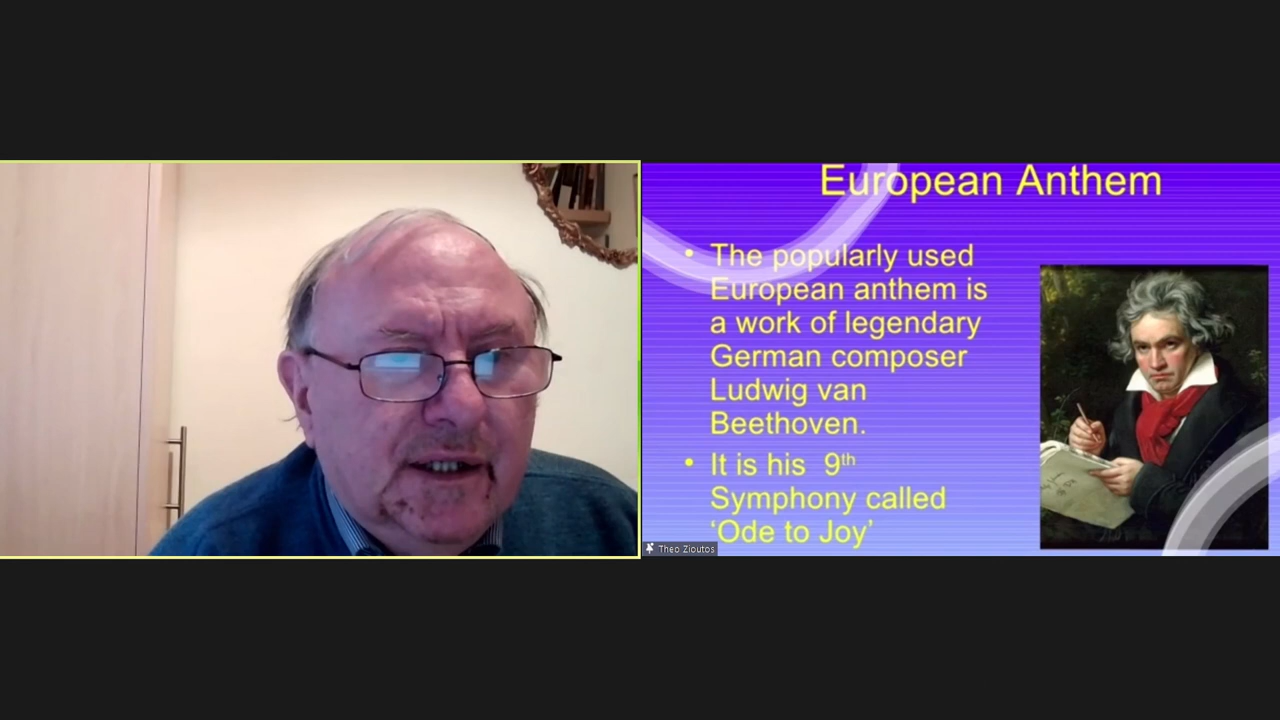 European Anthem
• The popularly used
European anthem is
a work of legendary
German composer
Ludwig van
Beethoven.
• It is his 9th
Symphony called
‘Ode to Joy’
Theo Zioutos